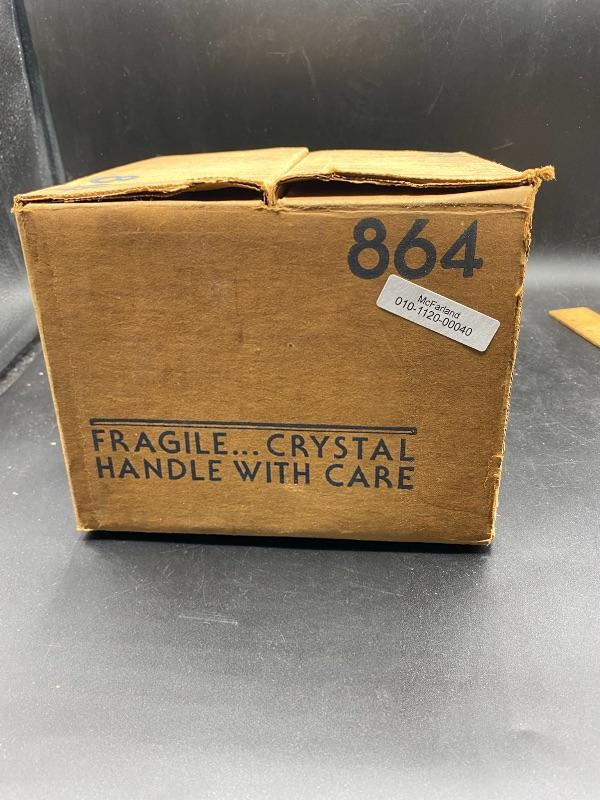 864
McFarland
010-1120-00040
FRAGILE... CRYSTAL
HANDLE WITH CARE